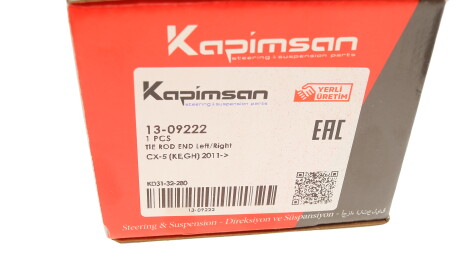 Kapimsan
steering & suspension parts
Kapimsan
steering & suspension parts
YERLİ
ÜRETİM
13-09222
1 PCS
TIE ROD END Left/Right
CX-5 (KE,GH) 2011->
EAC
KD31-32-280
13-09222
Steering & Suspension - Direksiyon ve Süspansiyon -